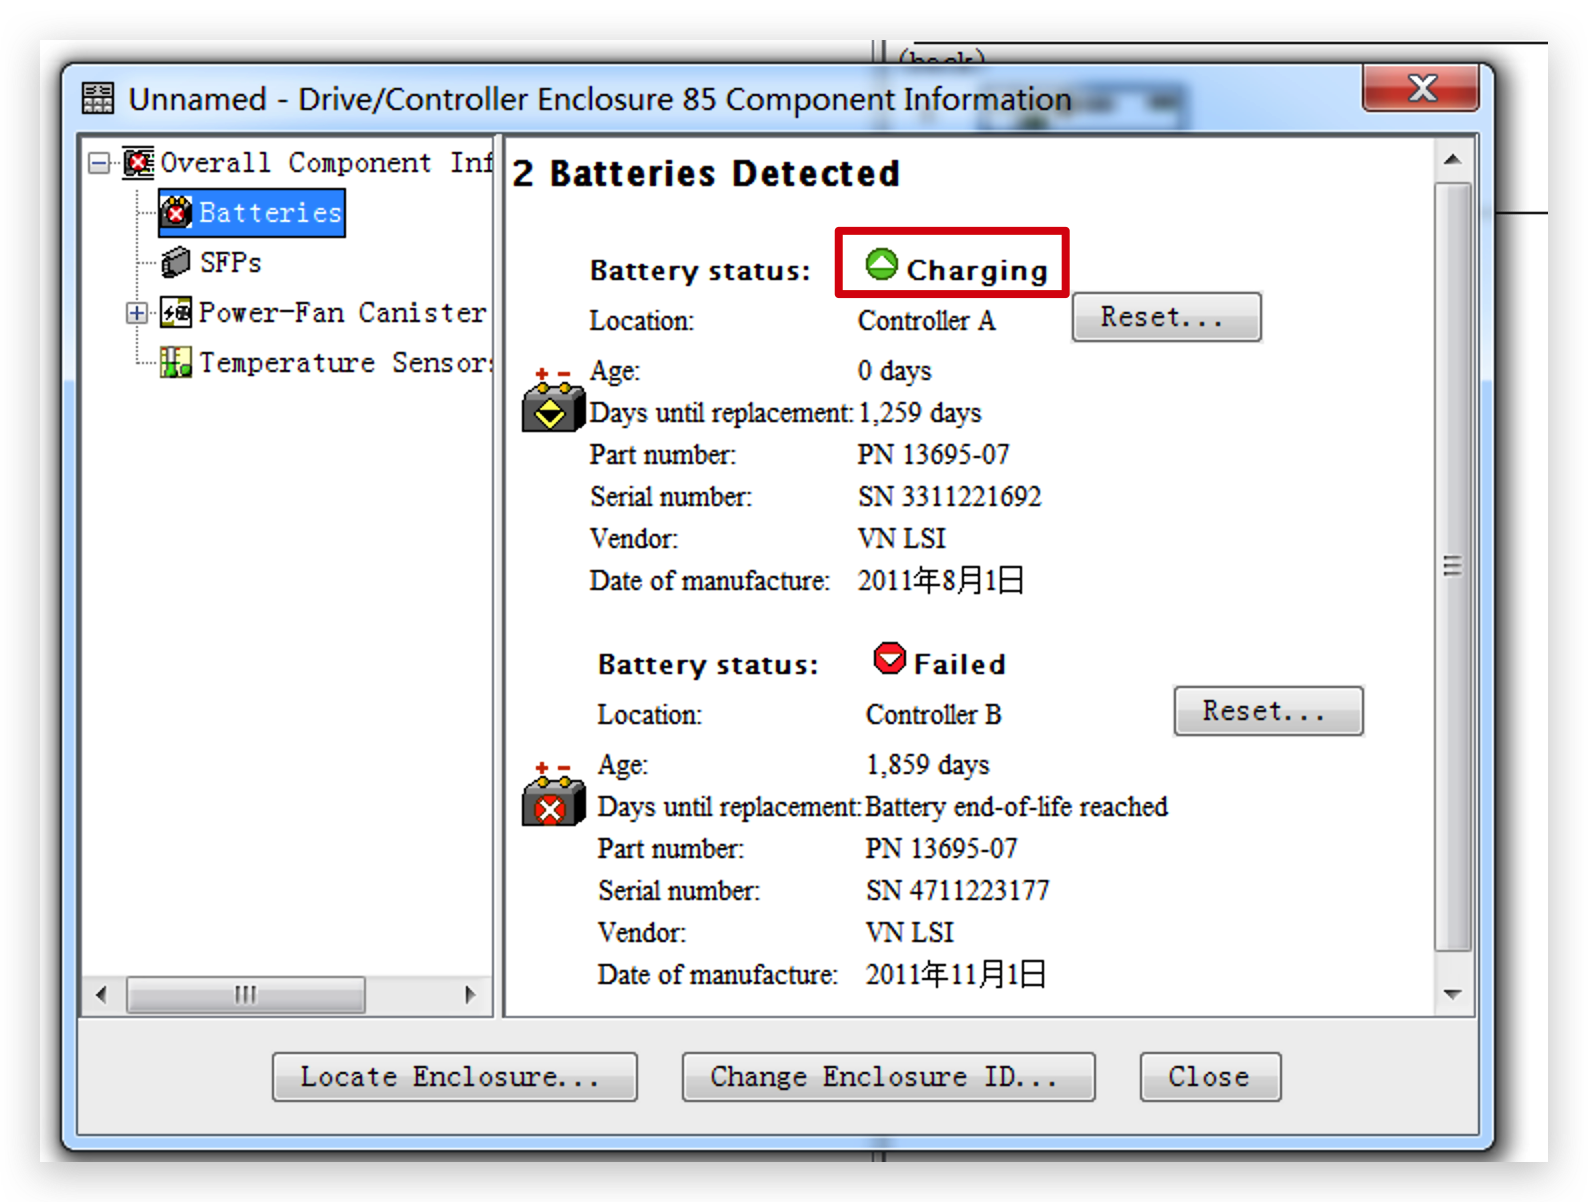 (back)
Unnamed - Drive/Controller Enclosure 85 Component Information
Overall Component Inf
Batteries
SFPs
Power-Fan Canister
Temperature Sensor
2 Batteries Detected
Battery status: Charging
Location: Controller A Reset...
Age: 0 days
Days until replacement: 1,259 days
Part number: PN 13695-07
Serial number: SN 3311221692
Vendor: VN LSI
Date of manufacture: 2011年8月1日
Battery status: Failed
Location: Controller B Reset...
Age: 1,859 days
Days until replacement: Battery end-of-life reached
Part number: PN 13695-07
Serial number: SN 4711223177
Vendor: VN LSI
Date of manufacture: 2011年11月1日
Locate Enclosure... Change Enclosure ID... Close